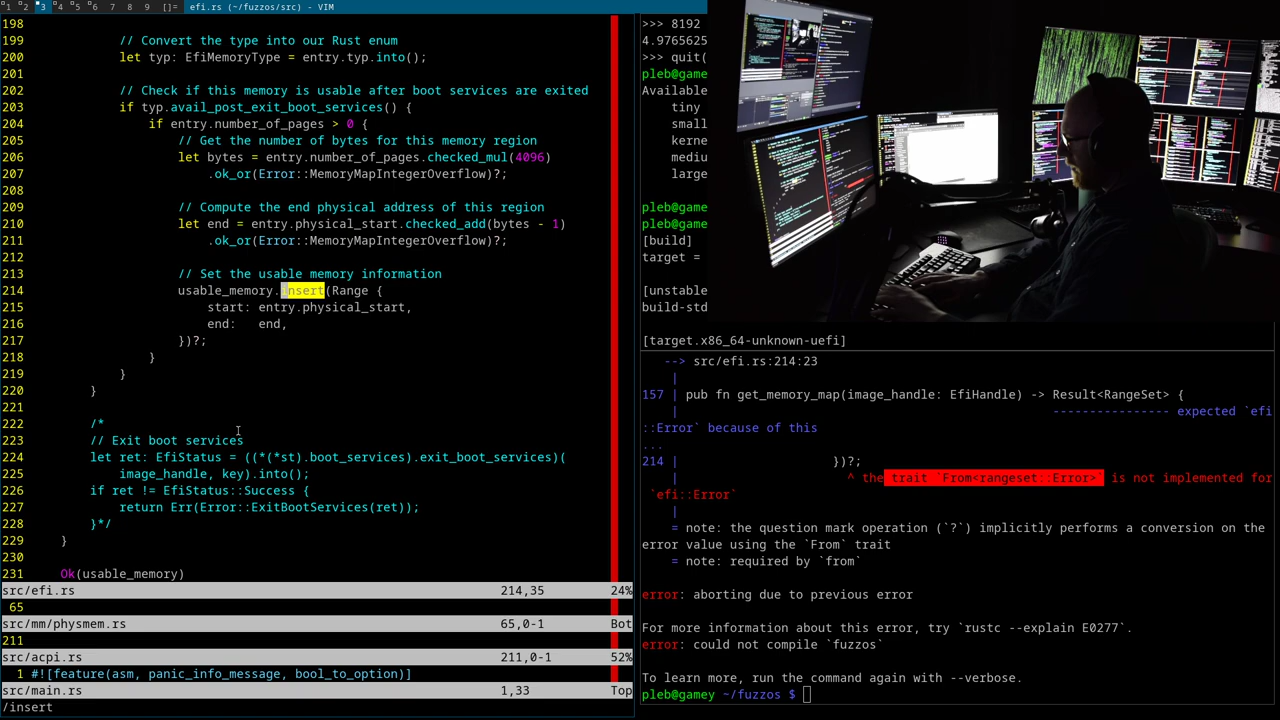 1 2 3 4 5 6 7 8 9 []= efi.rs (~/fuzzos/src) - VIM
198
199 // Convert the type into our Rust enum
200 let typ: EfiMemoryType = entry.typ.into();
201
202 // Check if this memory is usable after boot services are exited
203 if typ.avail_post_exit_boot_services() {
204 if entry.number_of_pages > 0 {
205 // Get the number of bytes for this memory region
206 let bytes = entry.number_of_pages.checked_mul(4096)
207 .ok_or(Error::MemoryMapIntegerOverflow)?;
208
209 // Compute the end physical address of this region
210 let end = entry.physical_start.checked_add(bytes - 1)
211 .ok_or(Error::MemoryMapIntegerOverflow)?;
212
213 // Set the usable memory information
214 usable_memory.insert(Range {
215 start: entry.physical_start,
216 end: end,
217 })?;
218 }
219 }
220 }
221
222 /*
223 // Exit boot services
224 let ret: EfiStatus = ((*(*st).boot_services).exit_boot_services)(
225 image_handle, key).into();
226 if ret != EfiStatus::Success {
227 return Err(Error::ExitBootServices(ret));
228 }*/
229 }
230
231 Ok(usable_memory)
src/efi.rs 214,35 24%
65
src/mm/physmem.rs 65,0-1 Bot
211
src/acpi.rs 211,0-1 52%
1 #![feature(asm, panic_info_message, bool_to_option)]
src/main.rs 1,33 Top
/insert
>>> 8192
4.9765625
>>> quit(
pleb@game
Available
tiny
small
kerne
mediu
large
pleb@game
pleb@game
[build]
target =
[unstable
build-std
[target.x86_64-unknown-uefi]
--> src/efi.rs:214:23
|
157 | pub fn get_memory_map(image_handle: EfiHandle) -> Result<RangeSet> {
| ---------------- expected `efi
::Error` because of this
...
214 | })?;
| ^ the trait `From<rangeset::Error>` is not implemented for
`efi::Error`
|
= note: the question mark operation (`?`) implicitly performs a conversion on the
error value using the `From` trait
= note: required by `from`
error: aborting due to previous error
For more information about this error, try `rustc --explain E0277`.
error: could not compile `fuzzos`
To learn more, run the command again with --verbose.
pleb@gamey ~/fuzzos $